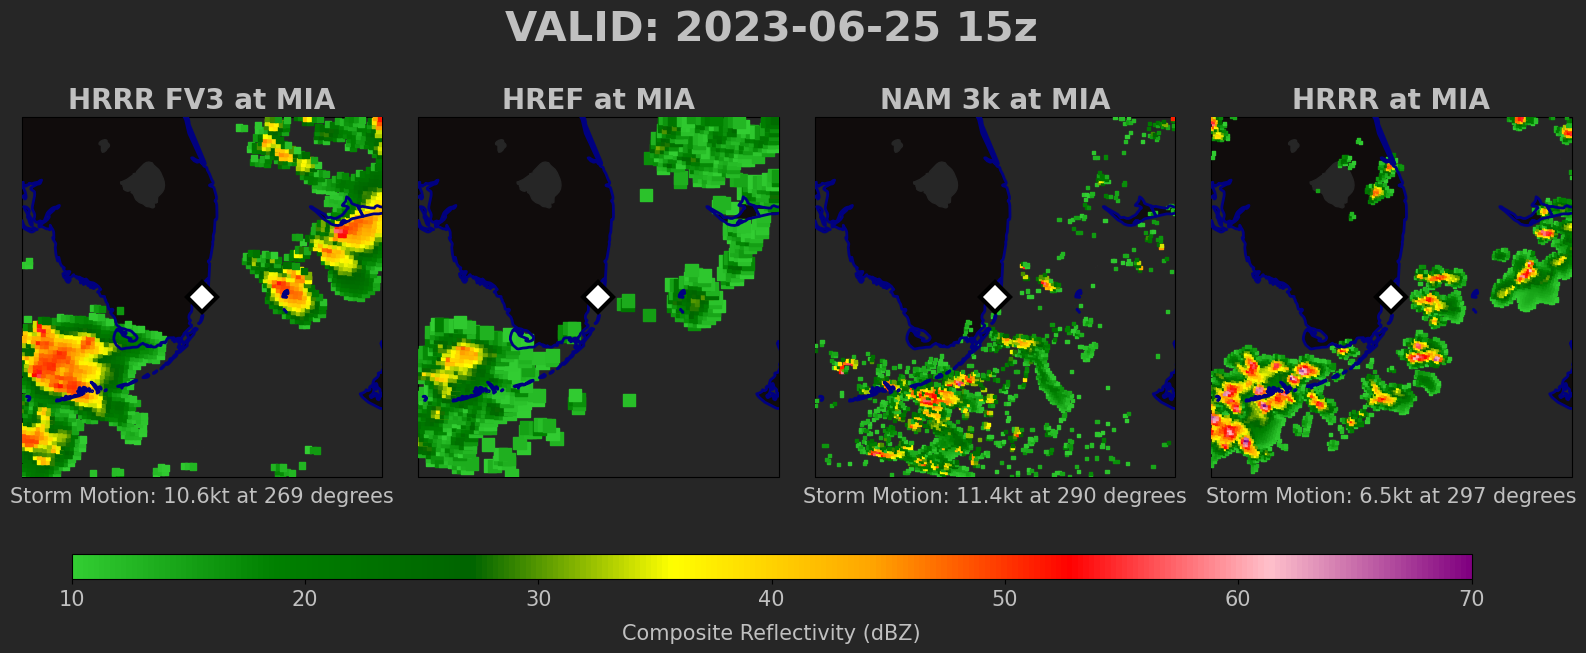 VALID: 2023-06-25 15z
HRRR FV3 at MIA
HREF at MIA
NAM 3k at MIA
HRRR at MIA
Storm Motion: 10.6kt at 269 degrees
Storm Motion: 11.4kt at 290 degrees
Storm Motion: 6.5kt at 297 degrees
10 20 30 40 50 60 70
Composite Reflectivity (dBZ)